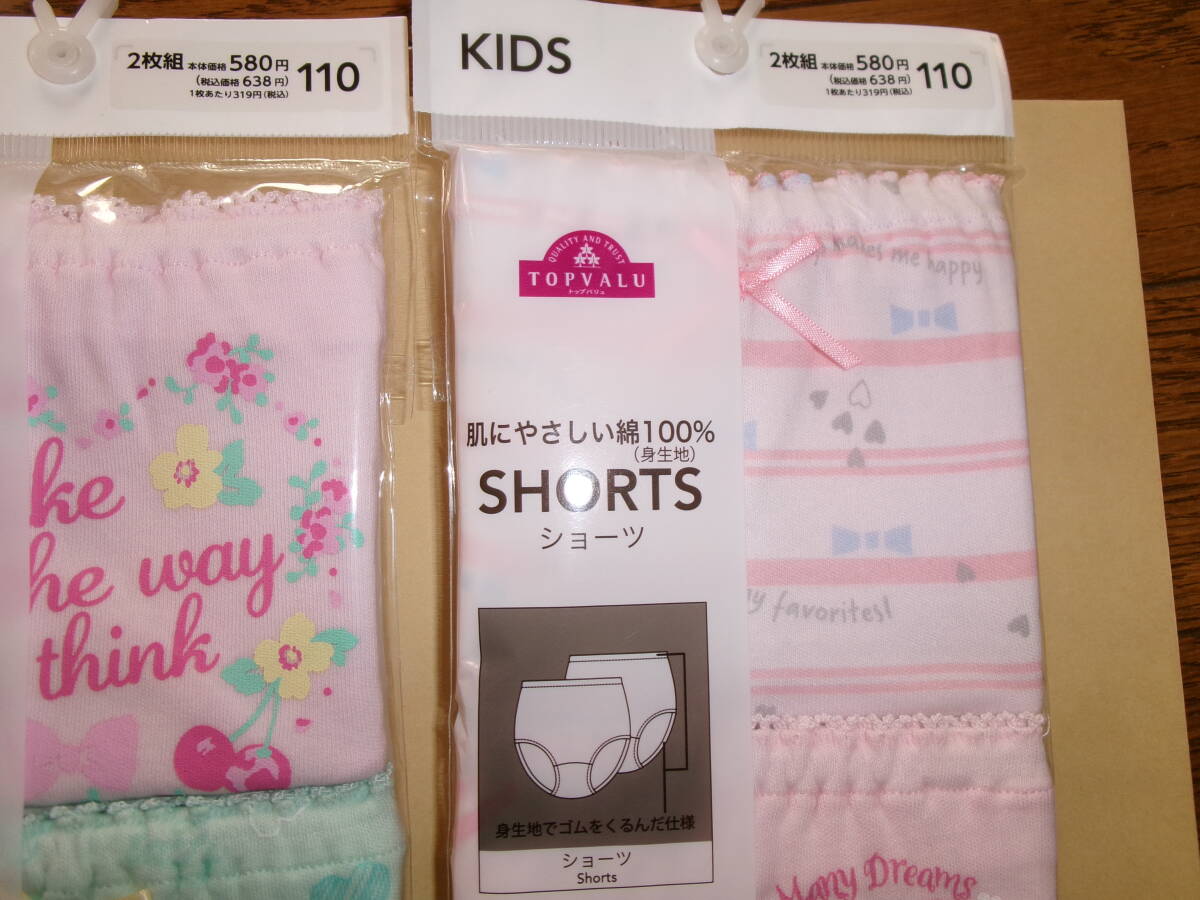 2枚組 本体価格 580円
(税込価格 638円)
1枚あたり319円(税込)
110
ke
he way
think
KIDS
2枚組 本体価格 580円
(税込価格 638円)
1枚あたり319円(税込)
110
QUALITY AND TRUST
TOPVALU
トップバリュ
肌にやさしい綿100%
(身生地)
SHORTS
ショーツ
身生地でゴムをくるんだ仕様
ショーツ
Shorts
makes me happy
my favorites!
Many Dreams